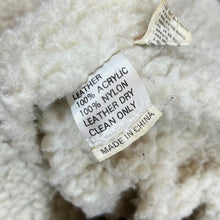 LEATHER
100% ACRYLIC
100% NYLON
LEATHER DRY
CLEAN ONLY
MADE IN CHINA